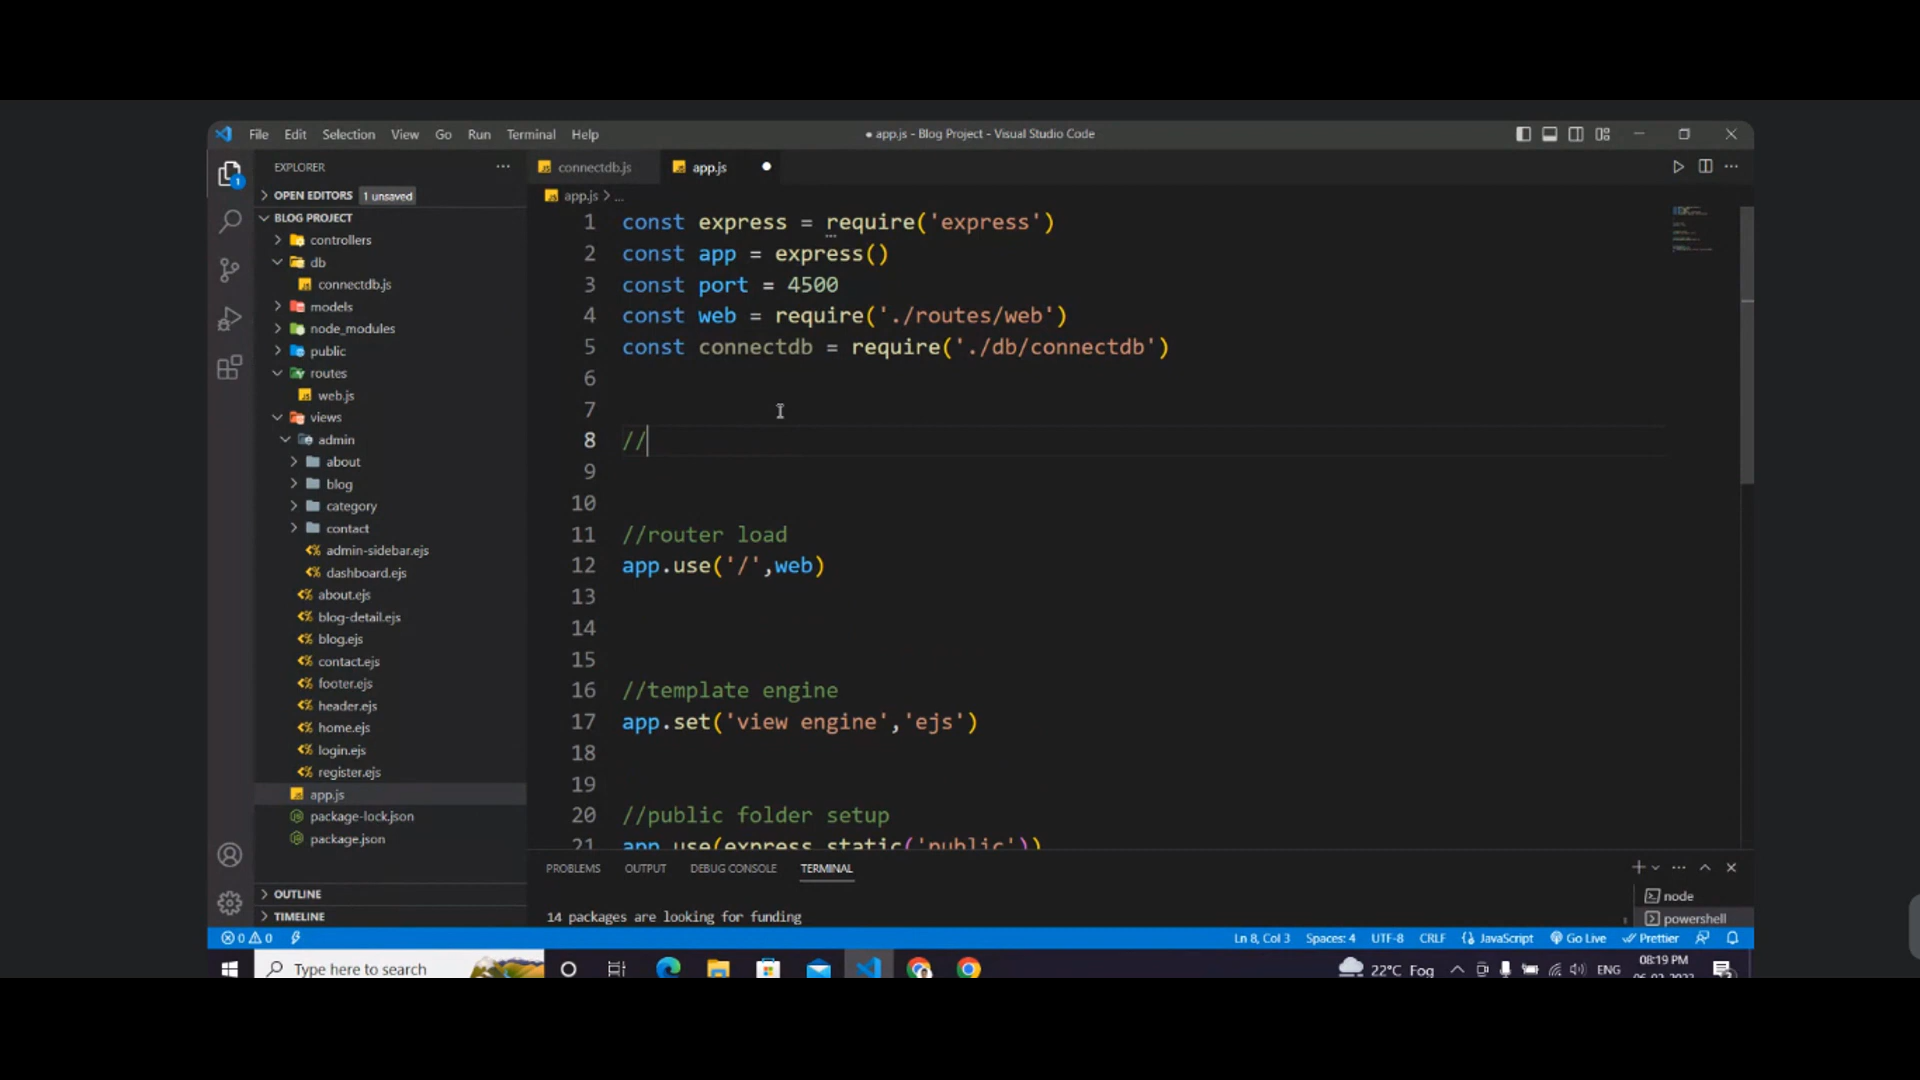 File Edit Selection View Go Run Terminal Help
● app.js - Blog Project - Visual Studio Code
EXPLORER
OPEN EDITORS 1 unsaved
BLOG PROJECT
controllers
db
connectdb.js
models
node_modules
public
routes
web.js
views
admin
about
blog
category
contact
admin-sidebar.ejs
dashboard.ejs
about.ejs
blog-detail.ejs
blog.ejs
contact.ejs
footer.ejs
header.ejs
home.ejs
login.ejs
register.ejs
app.js
package-lock.json
package.json
OUTLINE
TIMELINE
connectdb.js app.js
app.js > ...
1 const express = require('express')
2 const app = express()
3 const port = 4500
4 const web = require('./routes/web')
5 const connectdb = require('./db/connectdb')
6
7
8 //
9
10
11 //router load
12 app.use('/',web)
13
14
15
16 //template engine
17 app.set('view engine','ejs')
18
19
20 //public folder setup
21 app.use(express.static('public'))
PROBLEMS OUTPUT DEBUG CONSOLE TERMINAL
14 packages are looking for funding
node
powershell
0 0 Ln 8, Col 3 Spaces: 4 UTF-8 CRLF JavaScript Go Live Prettier
Type here to search 22°C Fog ENG 08:19 PM